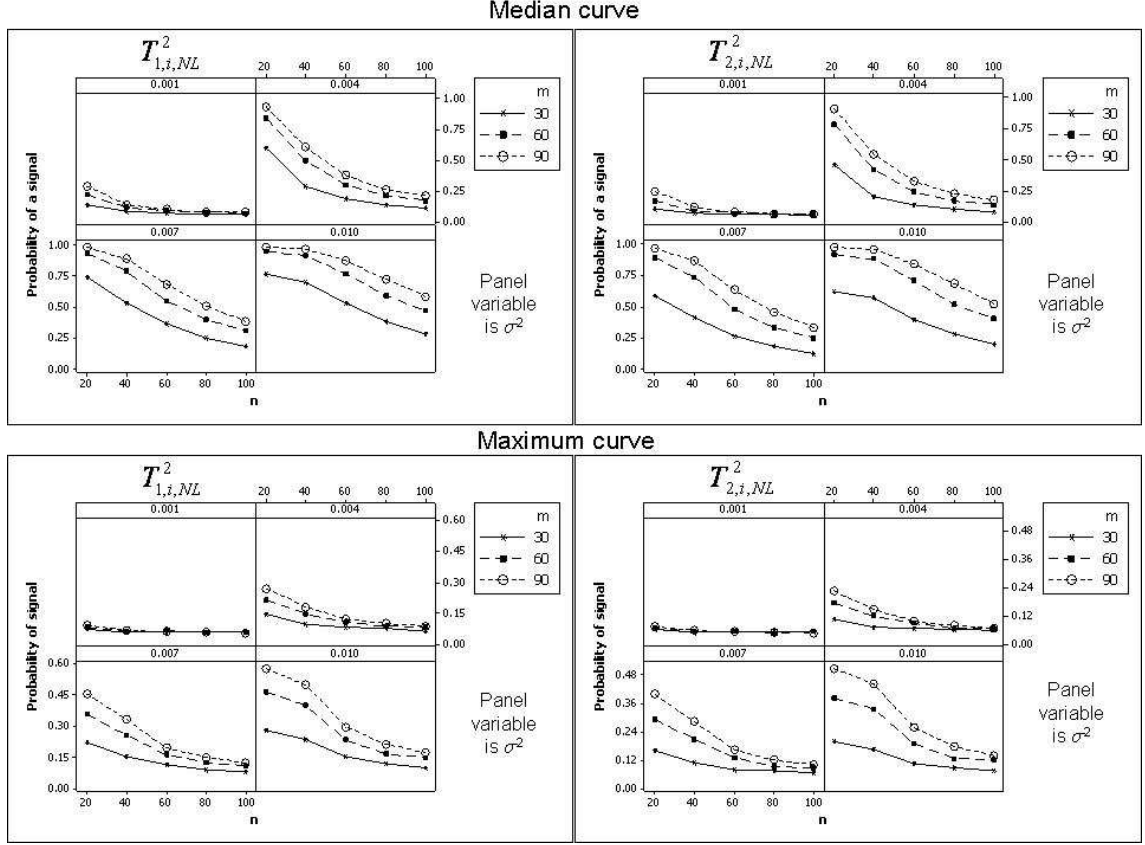 Median curve
T²₁,i,NL
20 40 60 80 100
0.001 0.004
1.00
0.75
0.50
0.25
0.00
m
30
60
90
Probability of a signal
0.007 0.010
1.00
0.75
0.50
0.25
0.00
20 40 60 80 100
n
Panel
variable
is σ²
T²₂,i,NL
20 40 60 80 100
0.001 0.004
1.00
0.75
0.50
0.25
0.00
m
30
60
90
Probability of a signal
0.007 0.010
1.00
0.75
0.50
0.25
0.00
20 40 60 80 100
n
Panel
variable
is σ²
Maximum curve
T²₁,i,NL
20 40 60 80 100
0.001 0.004
0.60
0.45
0.30
0.15
0.00
m
30
60
90
Probability of signal
0.007 0.010
0.60
0.45
0.30
0.15
0.00
20 40 60 80 100
n
Panel
variable
is σ²
T²₂,i,NL
20 40 60 80 100
0.001 0.004
0.48
0.36
0.24
0.12
0.00
m
30
60
90
Probability of signal
0.007 0.010
0.48
0.36
0.24
0.12
0.00
20 40 60 80 100
n
Panel
variable
is σ²